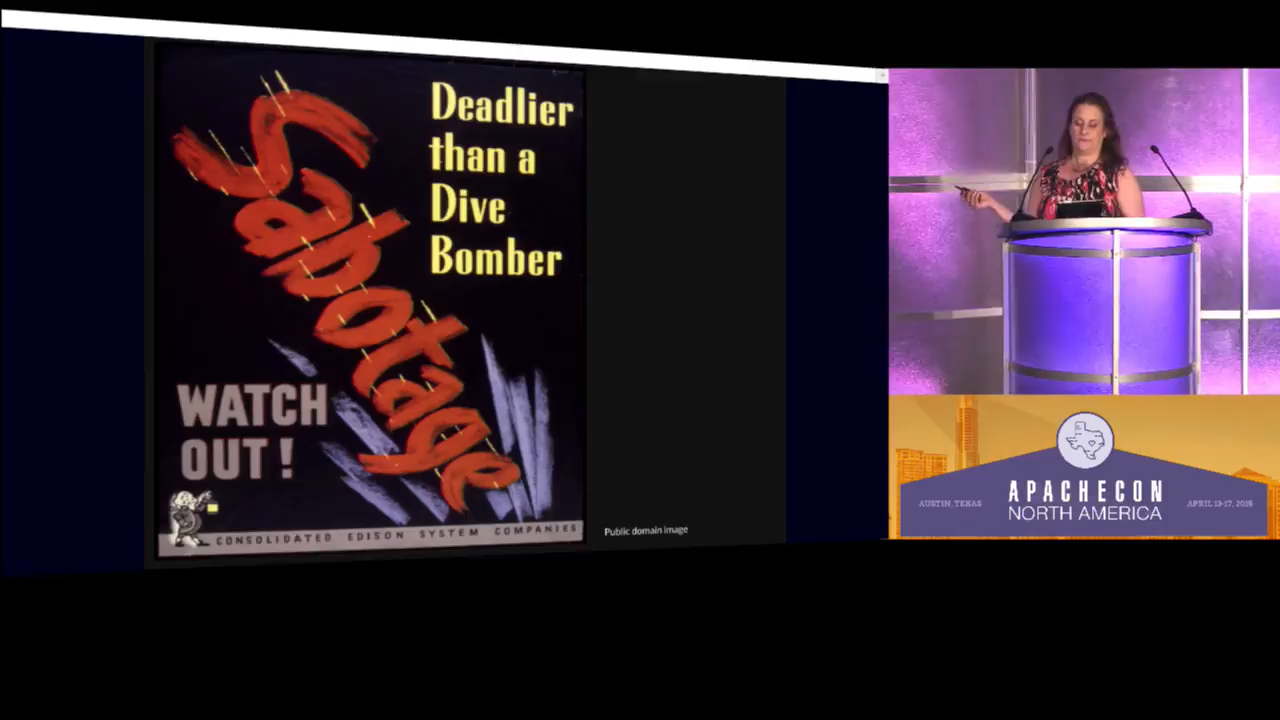 Deadlier
than a
Dive
Bomber
Sabotage
WATCH
OUT!
CONSOLIDATED EDISON SYSTEM COMPANIES
Public domain image
AUSTIN, TEXAS
APACHECON
NORTH AMERICA
APRIL 13-17, 2015